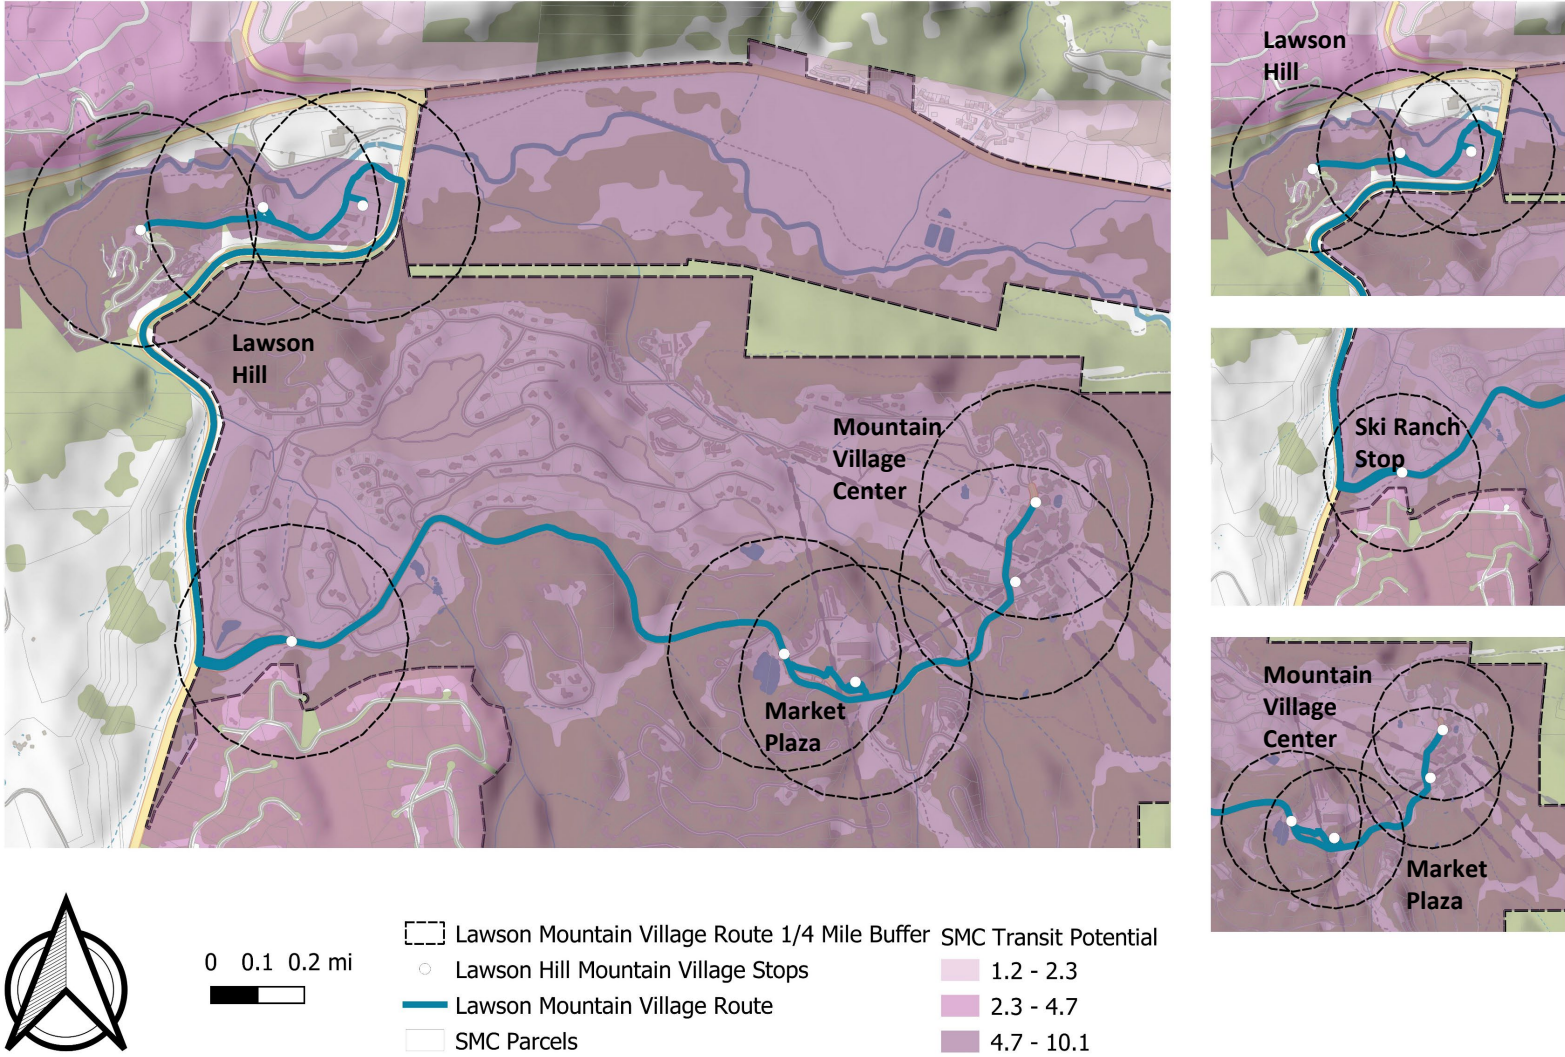 Lawson
Hill
Mountain
Village
Center
Market
Plaza
Lawson
Hill
Ski Ranch
Stop
Mountain
Village
Center
Market
Plaza
0 0.1 0.2 mi
Lawson Mountain Village Route 1/4 Mile Buffer
Lawson Hill Mountain Village Stops
Lawson Mountain Village Route
SMC Parcels
SMC Transit Potential
1.2 - 2.3
2.3 - 4.7
4.7 - 10.1